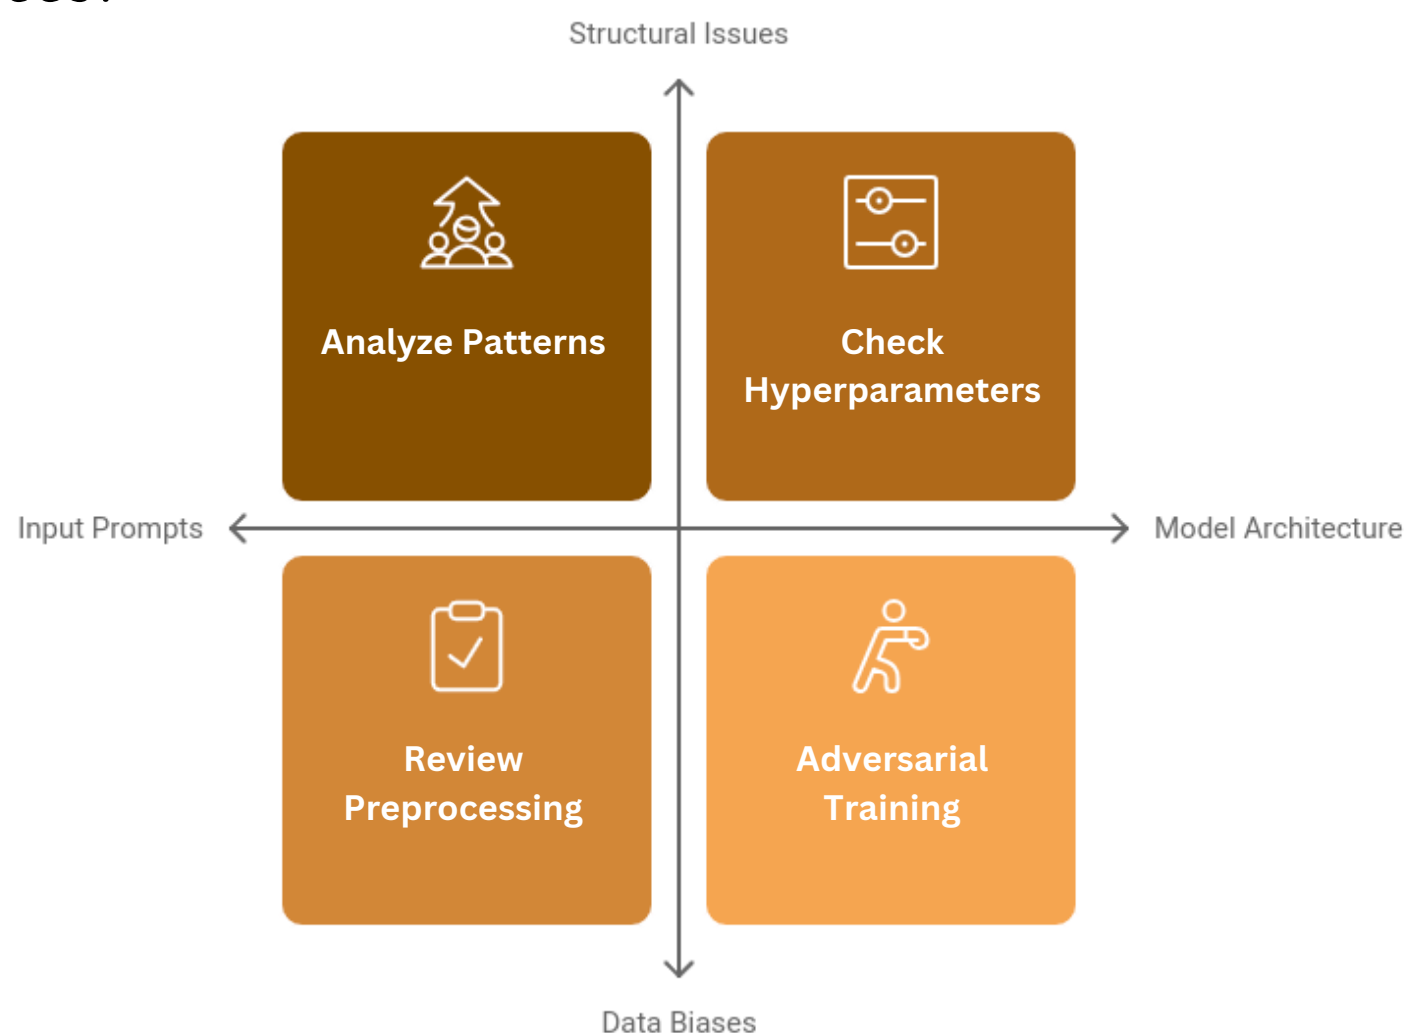 Structural Issues
Analyze Patterns
Check
Hyperparameters
Input Prompts
Model Architecture
Review
Preprocessing
Adversarial
Training
Data Biases